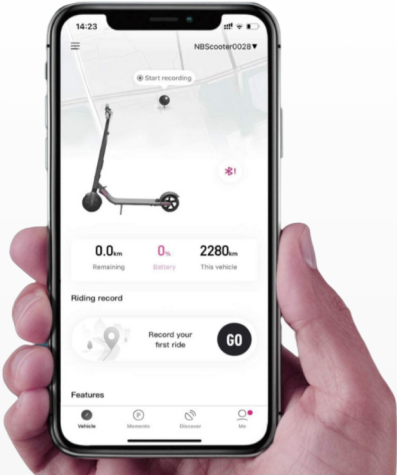 14:23
NBScooter0028▼
Start recording
0.0km 0% 2280km
Remaining Battery This vehicle
Riding record
Record your
first ride
GO
Features
Vehicle Moments Discover Me